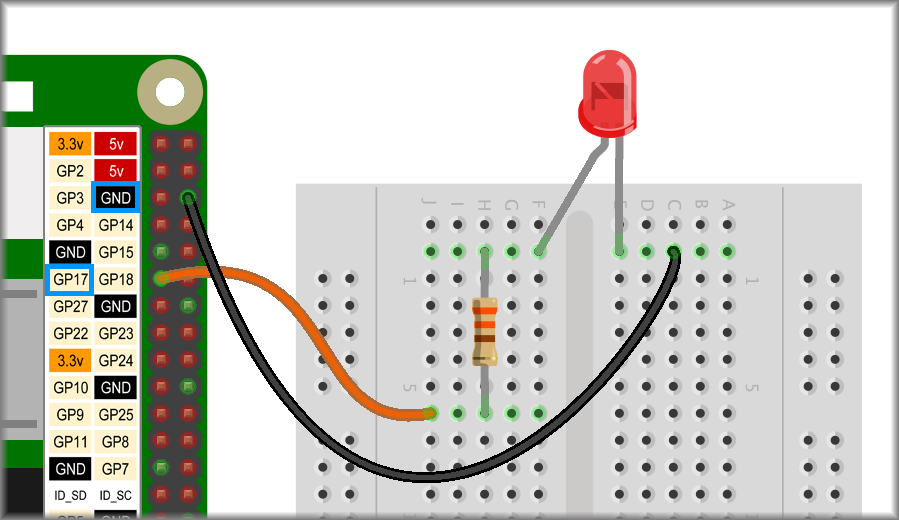 3.3v 5v
GP2 5v
GP3 GND
GP4 GP14
GND GP15
GP17 GP18
GP27 GND
GP22 GP23
3.3v GP24
GP10 GND
GP9 GP25
GP11 GP8
GND GP7
ID_SD ID_SC
J I H G F E D C B A
1 1
5 5